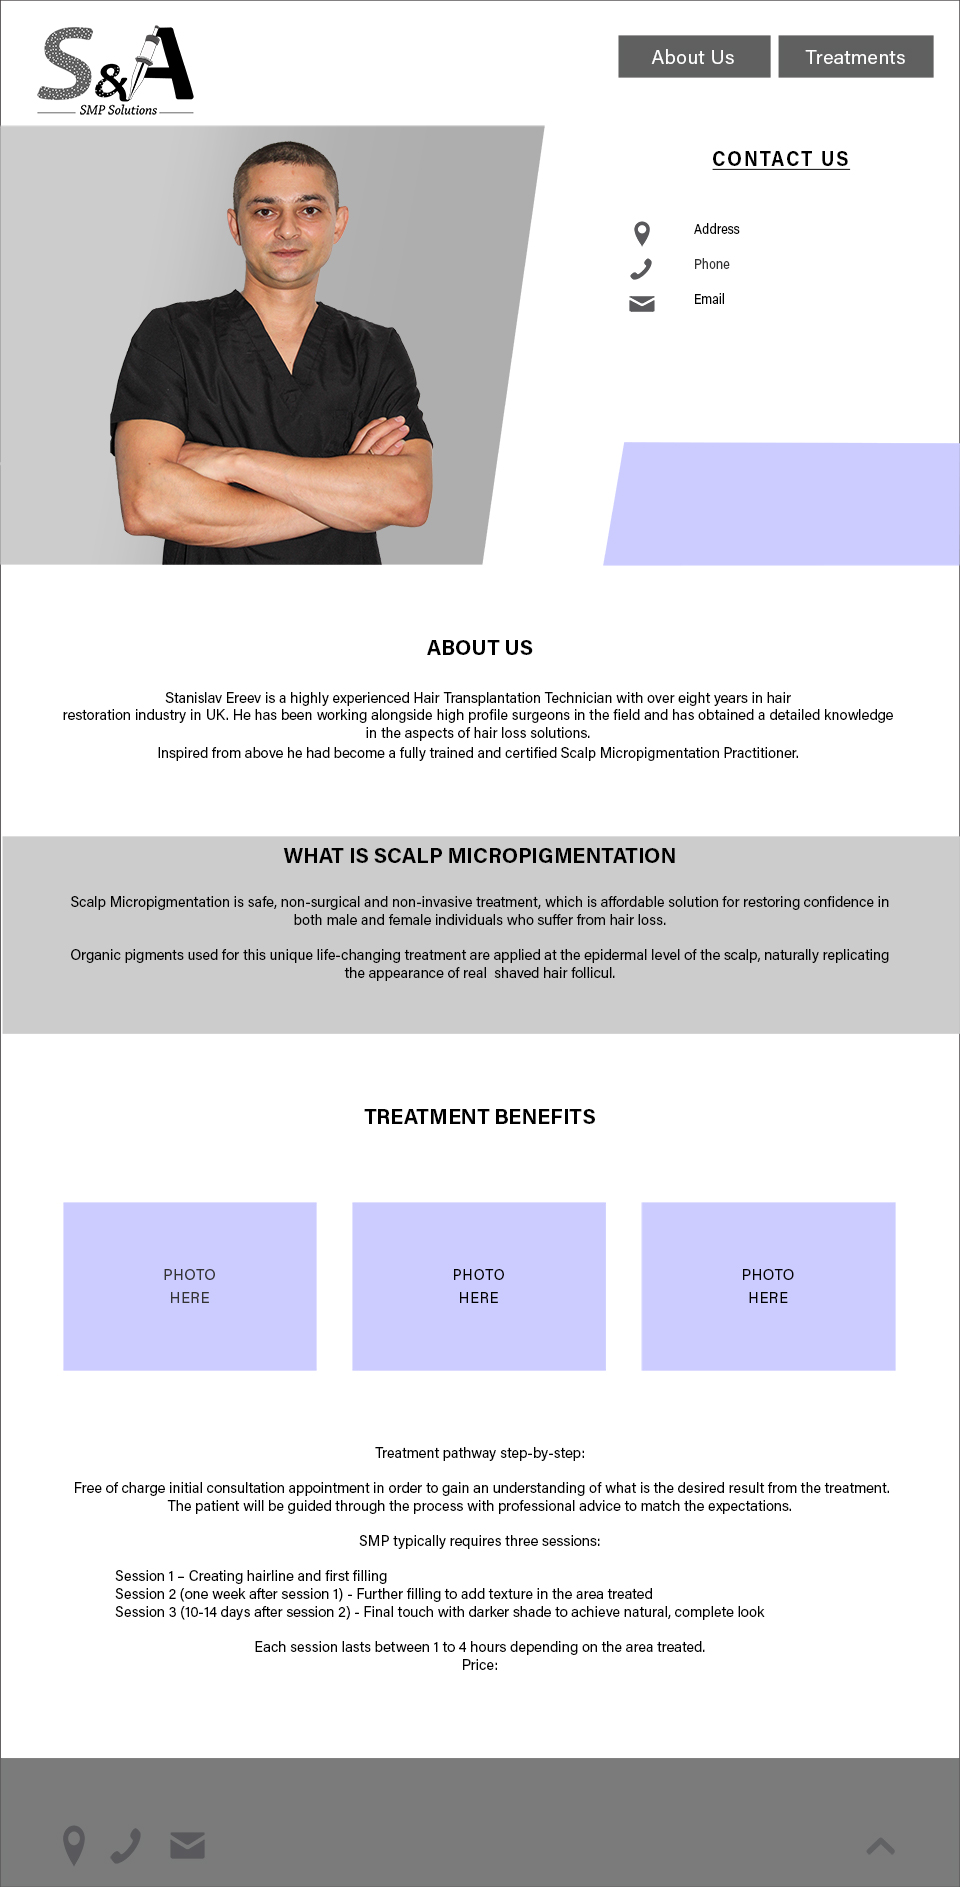 S&A
SMP Solutions
About Us
Treatments
CONTACT US
Address
Phone
Email
ABOUT US
Stanislav Ereev is a highly experienced Hair Transplantation Technician with over eight years in hair
restoration industry in UK. He has been working alongside high profile surgeons in the field and has obtained a detailed knowledge
in the aspects of hair loss solutions.
Inspired from above he had become a fully trained and certified Scalp Micropigmentation Practitioner.
WHAT IS SCALP MICROPIGMENTATION
Scalp Micropigmentation is safe, non-surgical and non-invasive treatment, which is affordable solution for restoring confidence in
both male and female individuals who suffer from hair loss.
Organic pigments used for this unique life-changing treatment are applied at the epidermal level of the scalp, naturally replicating
the appearance of real  shaved hair follicul.
TREATMENT BENEFITS
PHOTO
HERE
PHOTO
HERE
PHOTO
HERE
Treatment pathway step-by-step:
Free of charge initial consultation appointment in order to gain an understanding of what is the desired result from the treatment.
The patient will be guided through the process with professional advice to match the expectations.
SMP typically requires three sessions:
Session 1 – Creating hairline and first filling
Session 2 (one week after session 1) - Further filling to add texture in the area treated
Session 3 (10-14 days after session 2) - Final touch with darker shade to achieve natural, complete look
Each session lasts between 1 to 4 hours depending on the area treated.
Price: